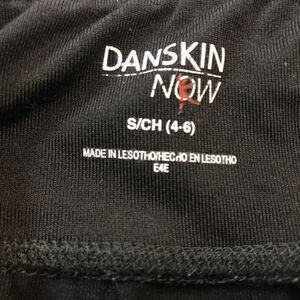 DANSKIN
NOW
S/CH (4-6)
MADE IN LESOTHO/HECHO EN LESOTHO
E4E